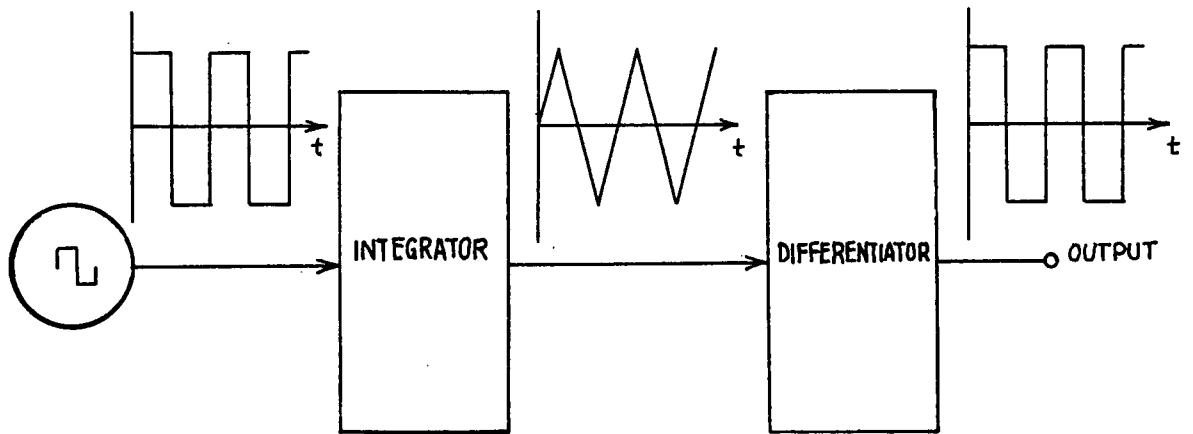 t
t
t
INTEGRATOR
DIFFERENTIATOR
OUTPUT